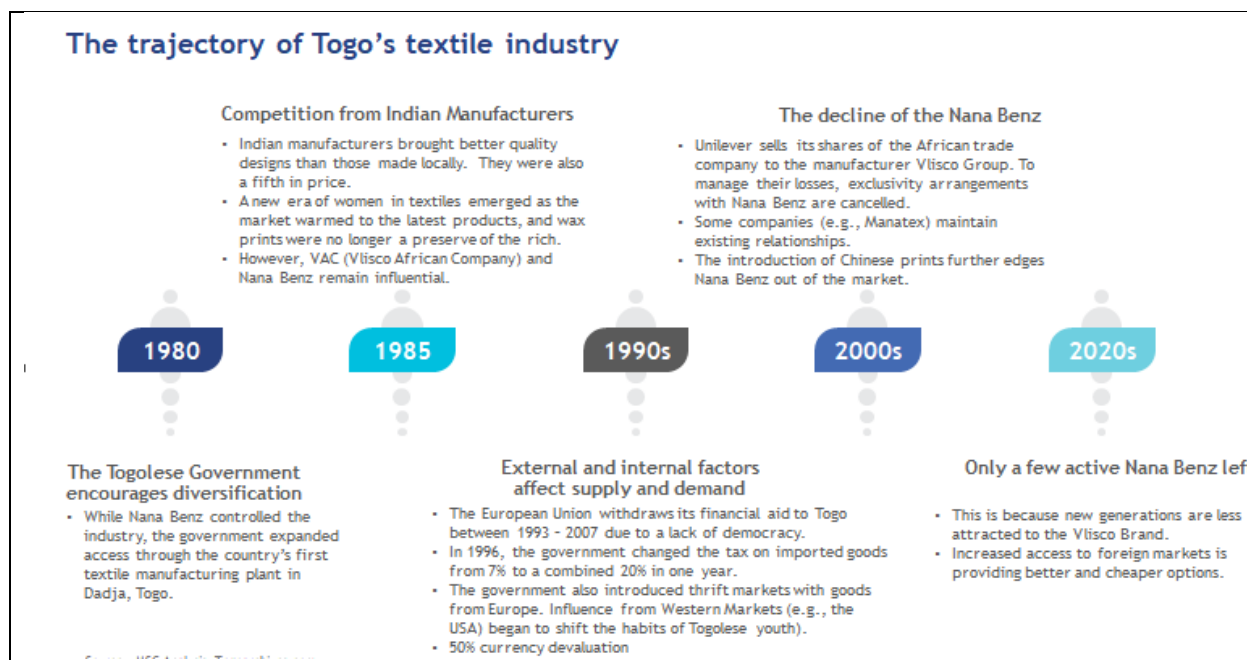 The trajectory of Togo's textile industry
Competition from Indian Manufacturers
• Indian manufacturers brought better quality
designs than those made locally. They were also
a fifth in price.
• A new era of women in textiles emerged as the
market warmed to the latest products, and wax
prints were no longer a preserve of the rich.
• However, VAC (Vlisco African Company) and
Nana Benz remain influential.
The decline of the Nana Benz
• Unilever sells its shares of the African trade
company to the manufacturer Vlisco Group. To
manage their losses, exclusivity arrangements
with Nana Benz are cancelled.
• Some companies (e.g., Manatex) maintain
existing relationships.
• The introduction of Chinese prints further edges
Nana Benz out of the market.
1980
1985
1990s
2000s
2020s
The Togolese Government
encourages diversification
• While Nana Benz controlled the
industry, the government expanded
access through the country's first
textile manufacturing plant in
Dadja, Togo.
External and internal factors
affect supply and demand
• The European Union withdraws its financial aid to Togo
between 1993 - 2007 due to a lack of democracy.
• In 1996, the government changed the tax on imported goods
from 7% to a combined 20% in one year.
• The government also introduced thrift markets with goods
from Europe. Influence from Western Markets (e.g., the
USA) began to shift the habits of Togolese youth).
• 50% currency devaluation
Only a few active Nana Benz lef
• This is because new generations are less
attracted to the Vlisco Brand.
• Increased access to foreign markets is
providing better and cheaper options.